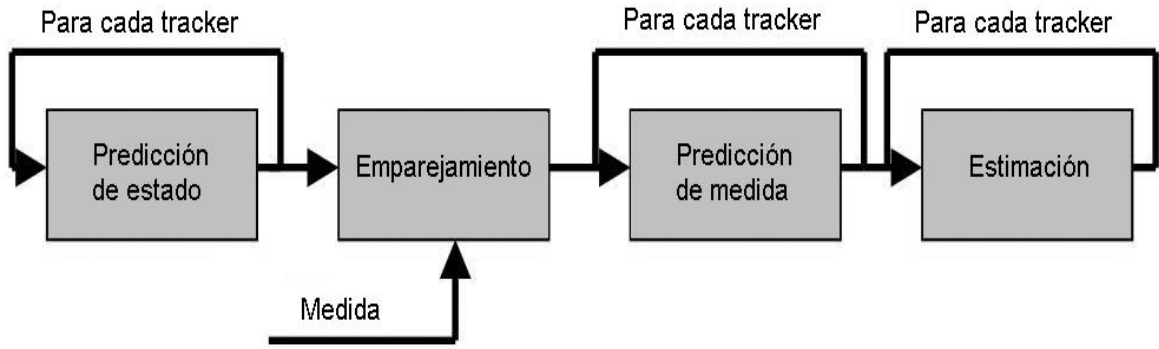 Para cada tracker
Para cada tracker
Para cada tracker
Predicción
de estado
Emparejamiento
Predicción
de medida
Estimación
Medida